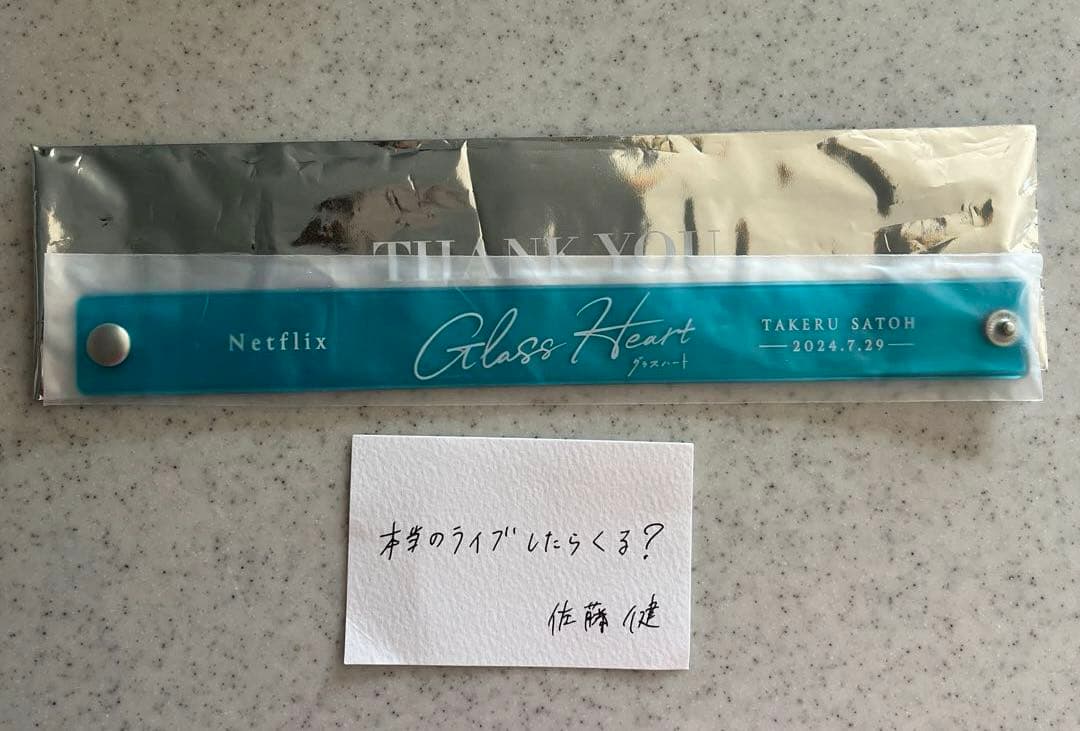 THANK YOU
Netflix
Glass Heart
グラスハート
TAKERU SATOH
2024.7.29
本当のライブしたらくる?
佐藤 健